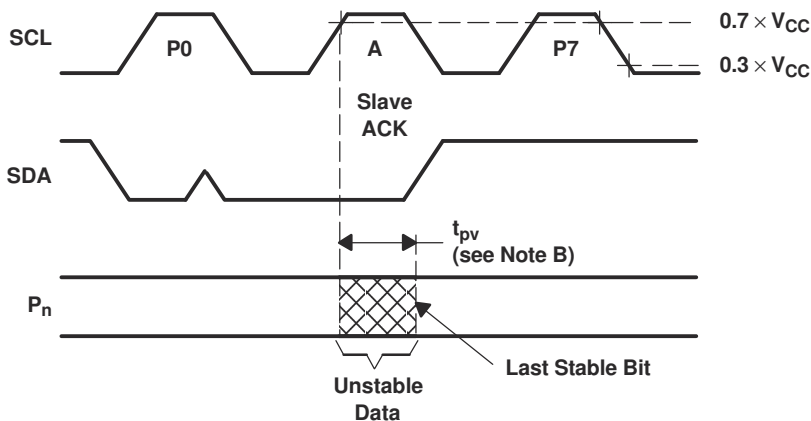 SCL
P0
A
P7
0.7 × VCC
0.3 × VCC
Slave
ACK
SDA
tpv
(see Note B)
Pn
Last Stable Bit
Unstable
Data